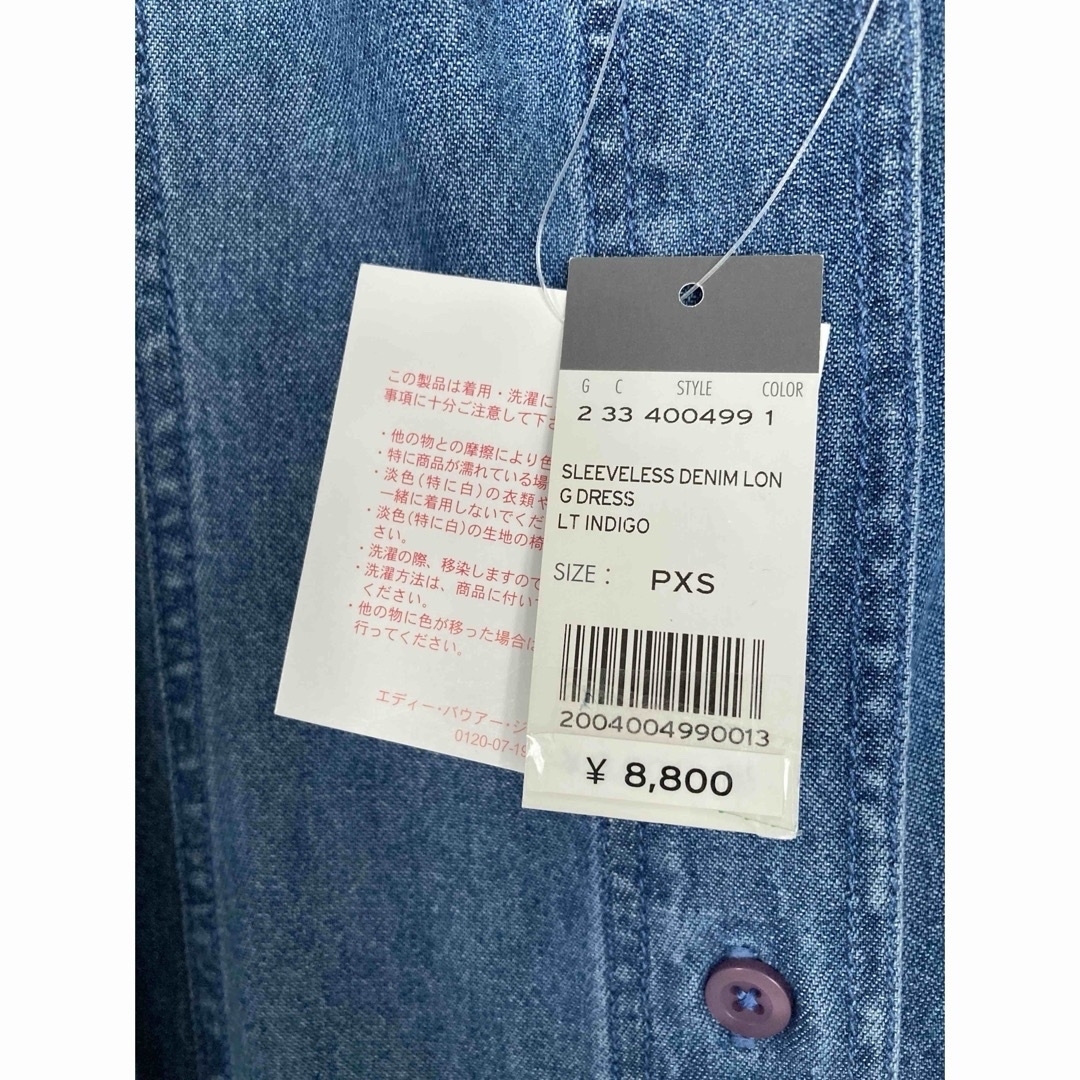 この製品は着用・洗濯に
事項に十分ご注意して下さ
・他の物との摩擦により色
・特に商品が濡れている場
・淡色(特に白)の衣類や
一緒に着用しないでくだ
・淡色(特に白)の生地の椅
さい。
・洗濯の際、移染しますので
・洗濯方法は、商品に付い
ください。
・他の物に色が移った場合は
行ってください。
エディー・バウアー・ジ
0120-07-19
G C STYLE COLOR
2 33 400499 1
SLEEVELESS DENIM LON
G DRESS
LT INDIGO
SIZE : PXS
2004004990013
¥ 8,800